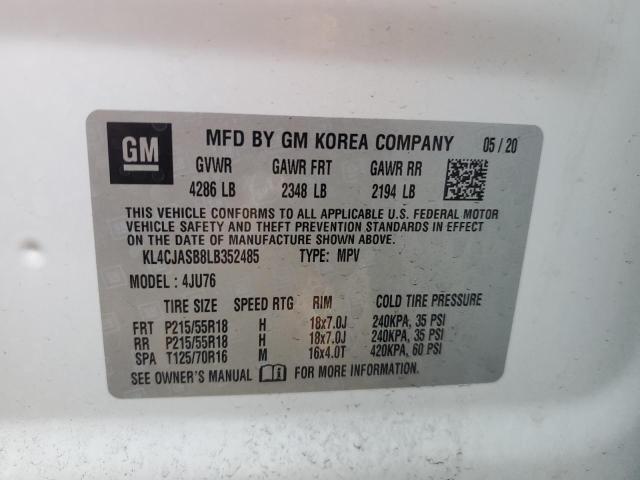 GM MFD BY GM KOREA COMPANY 05/20
GVWR GAWR FRT GAWR RR
4286 LB 2348 LB 2194 LB
THIS VEHICLE CONFORMS TO ALL APPLICABLE U.S. FEDERAL MOTOR
VEHICLE SAFETY AND THEFT PREVENTION STANDARDS IN
EFFECT ON THE DATE OF MANUFACTURE SHOWN ABOVE.
KL4CJASB8LB352485 TYPE: MPV
MODEL: 4JU76
TIRE SIZE SPEED RTG RIM COLD TIRE PRESSURE
FRT P215/55R18 H 18x7.0J 240KPA, 35 PSI
RR P215/55R18 H 18x7.0J 240KPA, 35 PSI
SPA T125/70R16 M 16x4.0T 420KPA, 60 PSI
SEE OWNER'S MANUAL FOR MORE INFORMATION.